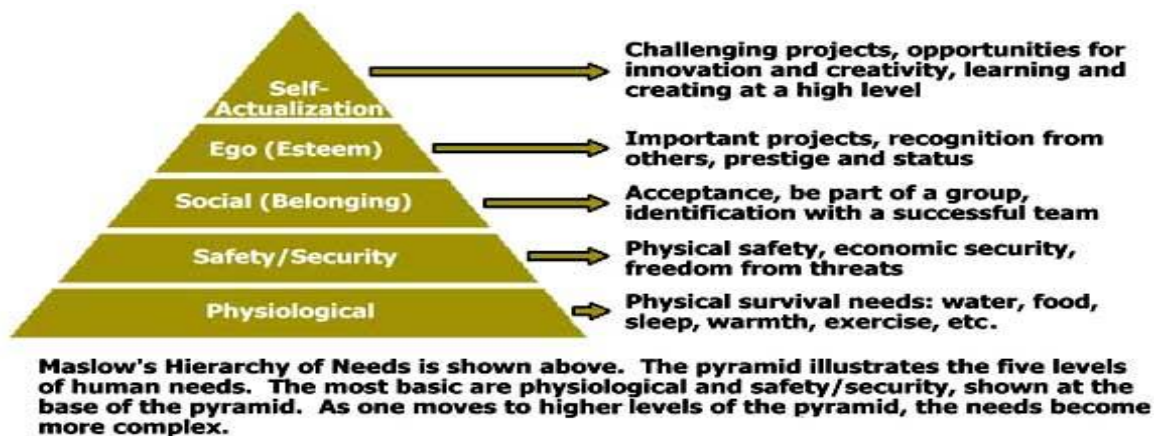 Self-
Actualization
Challenging projects, opportunities for
innovation and creativity, learning and
creating at a high level
Ego (Esteem)
Important projects, recognition from
others, prestige and status
Social (Belonging)
Acceptance, be part of a group,
identification with a successful team
Safety/Security
Physical safety, economic security,
freedom from threats
Physiological
Physical survival needs: water, food,
sleep, warmth, exercise, etc.
Maslow's Hierarchy of Needs is shown above. The pyramid illustrates the five levels
of human needs. The most basic are physiological and safety/security, shown at the
base of the pyramid. As one moves to higher levels of the pyramid, the needs become
more complex.